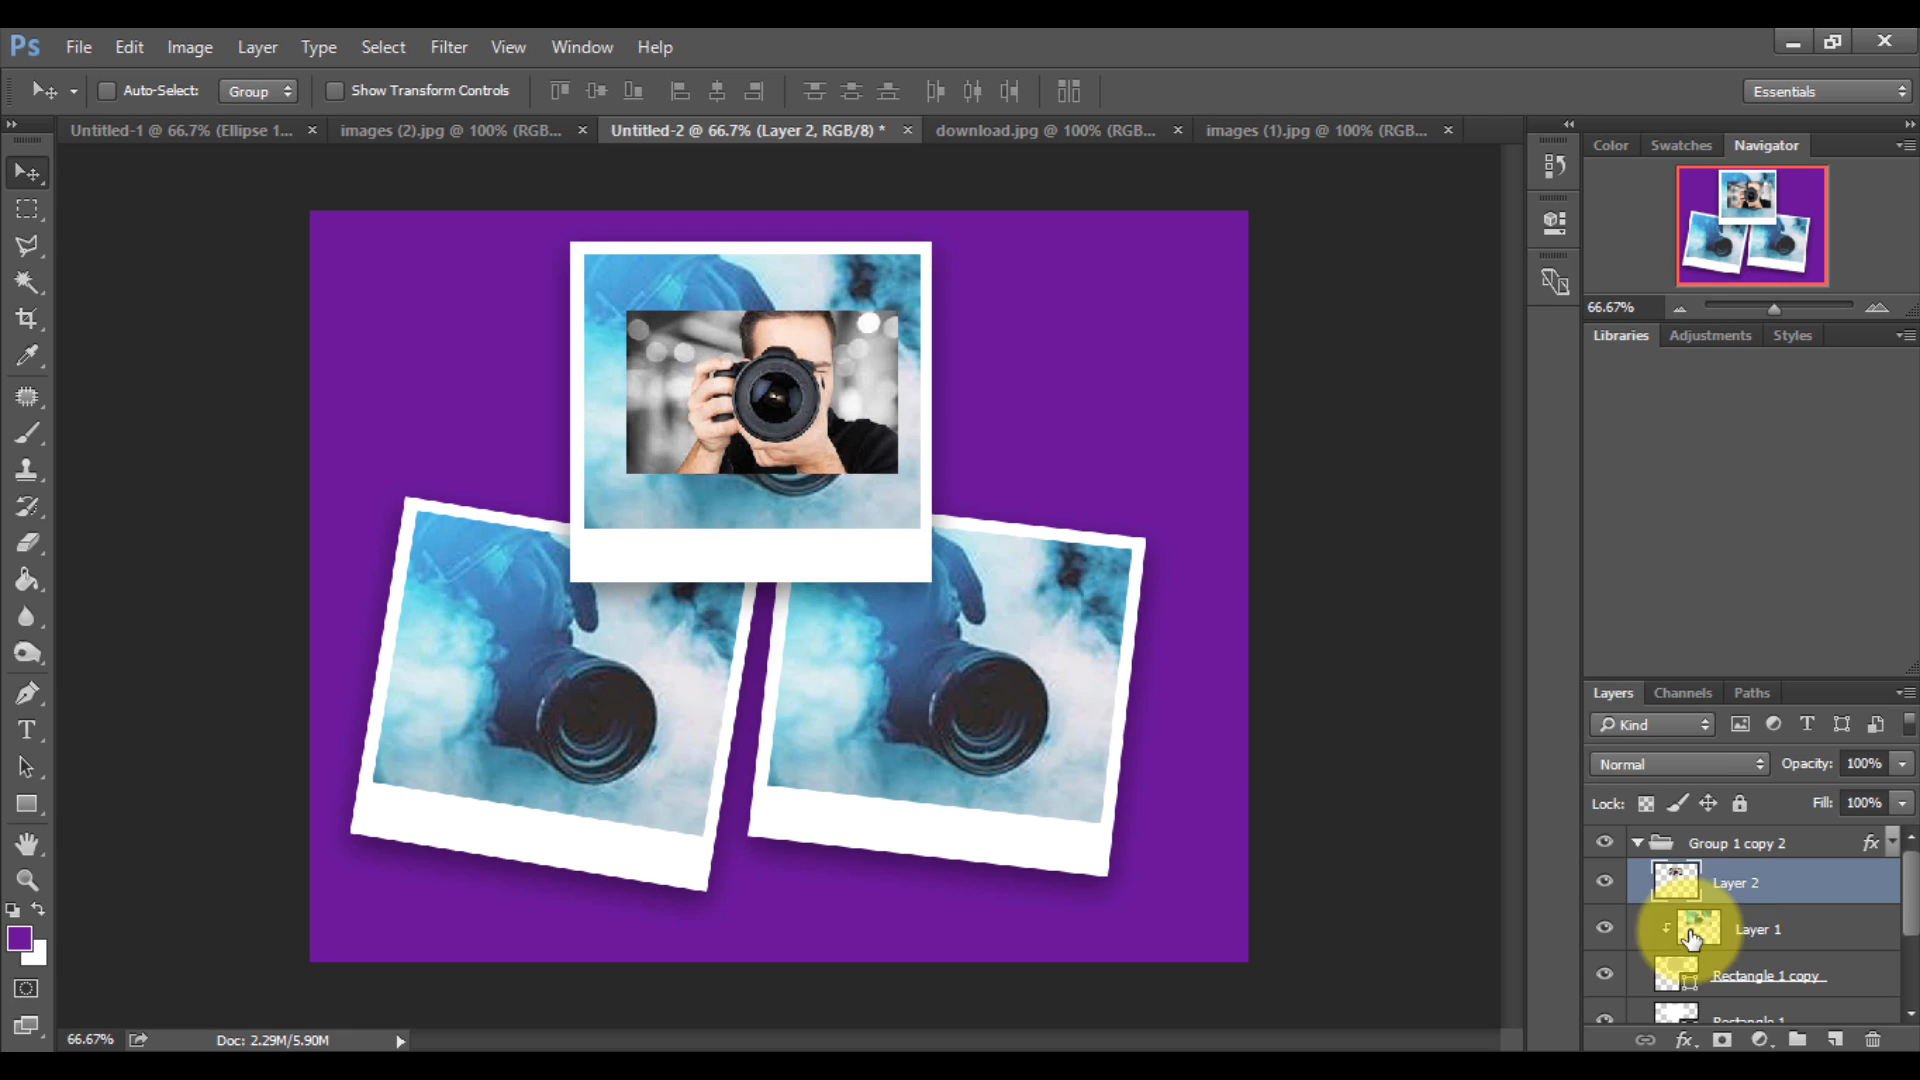 Ps File Edit Image Layer Type Select Filter View Window Help
Auto-Select: Group Show Transform Controls Essentials
Untitled-1 @ 66.7% (Ellipse 1... × images (2).jpg @ 100% (RGB... × Untitled-2 @ 66.7% (Layer 2, RGB/8) * × download.jpg @ 100% (RGB... × images (1).jpg @ 100% (RGB... ×
Color Swatches Navigator
66.67%
Libraries Adjustments Styles
Layers Channels Paths
Kind
Normal Opacity: 100%
Lock: Fill: 100%
Group 1 copy 2 fx
Layer 2
Layer 1
Rectangle 1 copy
Rectangle 1
66.67% Doc: 2.29M/5.90M
fx